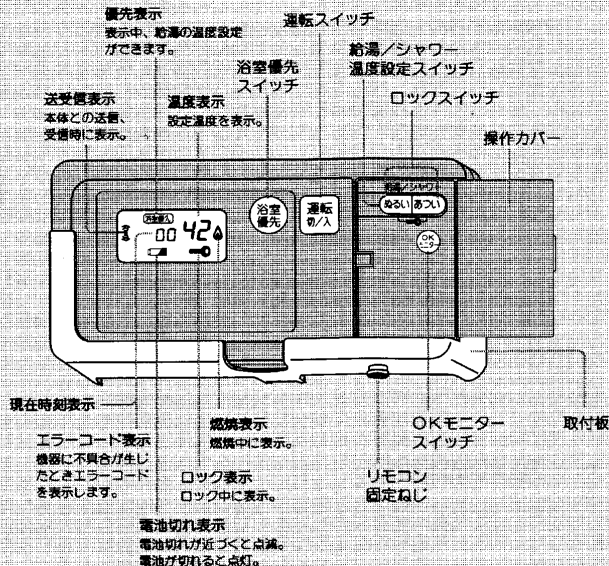 優先表示
表示中、給湯の温度設定
ができます。
運転スイッチ
給湯／シャワー
温度設定スイッチ
浴室優先
スイッチ
ロックスイッチ
送受信表示
本体との送信、
受信時に表示。
温度表示
設定温度を表示。
操作カバー
給湯／シャワー
ぬるい あつい
浴室
優先
運転
切／入
00 42
OK
モニター
現在時刻表示
エラーコード表示
機器に不具合が生じ
たときエラーコード
を表示します。
燃焼表示
燃焼中に表示。
ロック表示
ロック中に表示。
OKモニター
スイッチ
取付板
リモコン
固定ねじ
電池切れ表示
電池切れが近づくと点滅。
電池が切れると点灯。